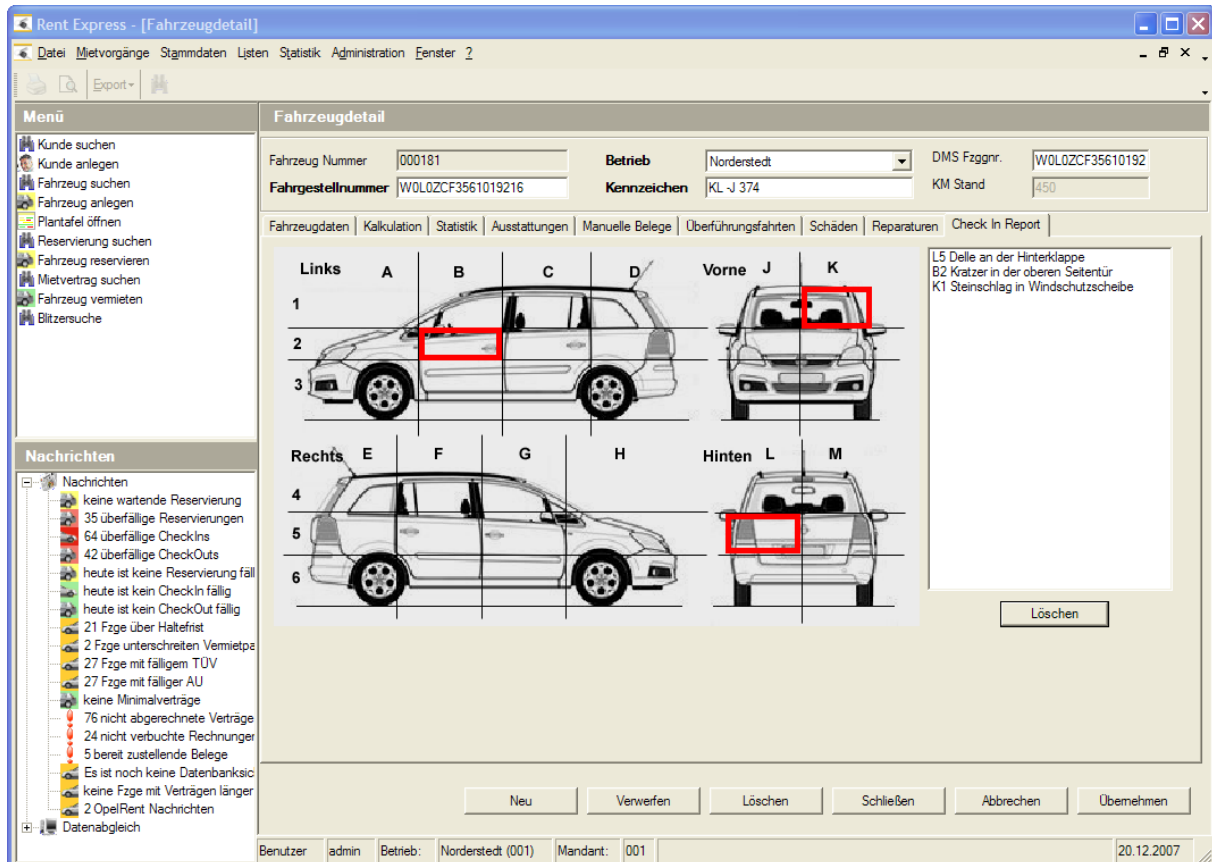 Rent Express - [Fahrzeugdetail]
Datei Mietvorgänge Stammdaten Listen Statistik Administration Fenster ?
Export
Menü
Kunde suchen
Kunde anlegen
Fahrzeug suchen
Fahrzeug anlegen
Plantafel öffnen
Reservierung suchen
Fahrzeug reservieren
Mietvertrag suchen
Fahrzeug vermieten
Blitzersuche
Nachrichten
Nachrichten
keine wartende Reservierung
35 überfällige Reservierungen
64 überfällige CheckIns
42 überfällige CheckOuts
heute ist keine Reservierung fäll
heute ist kein CheckIn fällig
heute ist kein CheckOut fällig
21 Fzge über Haltefrist
2 Fzge unterschreiten Vermietpa
27 Fzge mit fälligem TÜV
27 Fzge mit fälliger AU
keine Minimalverträge
76 nicht abgerechnete Verträge
24 nicht verbuchte Rechnunger
5 bereit zustellende Belege
Es ist noch keine Datenbanksic
keine Fzge mit Verträgen länger
2 OpelRent Nachrichten
Datenabgleich
Fahrzeugdetail
Fahrzeug Nummer 000181 Betrieb Norderstedt DMS Fzggnr. W0L0ZCF35610192
Fahrgestellnummer W0L0ZCF3561019216 Kennzeichen KL -J 374 KM Stand 450
Fahrzeugdaten Kalkulation Statistik Ausstattungen Manuelle Belege Überführungsfahrten Schäden Reparaturen Check In Report
Links A B C D Vorne J K
1
2
3
Rechts E F G H Hinten L M
4
5
6
L5 Delle an der Hinterklappe
B2 Kratzer in der oberen Seitentür
K1 Steinschlag in Windschutzscheibe
Löschen
Neu Verwerfen Löschen Schließen Abbrechen Übernehmen
Benutzer admin Betrieb: Norderstedt (001) Mandant: 001 20.12.2007